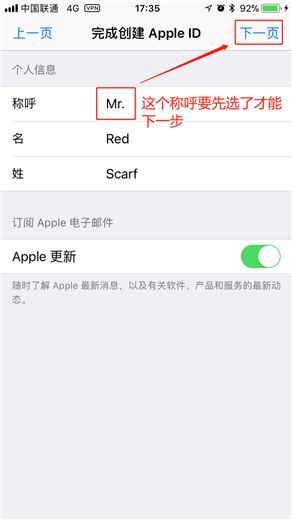 中国联通 4G VPN 17:35 92%
上一页 完成创建 Apple ID 下一页
个人信息
称呼 Mr. 这个称呼要先选了才能
下一步
名 Red
姓 Scarf
订阅 Apple 电子邮件
Apple 更新
随时了解 Apple 最新消息，以及有关软件、产品和服务的最新动
态。